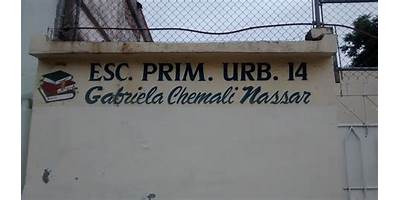 ESC. PRIM. URB. 14
Gabriela Chemali Nassar